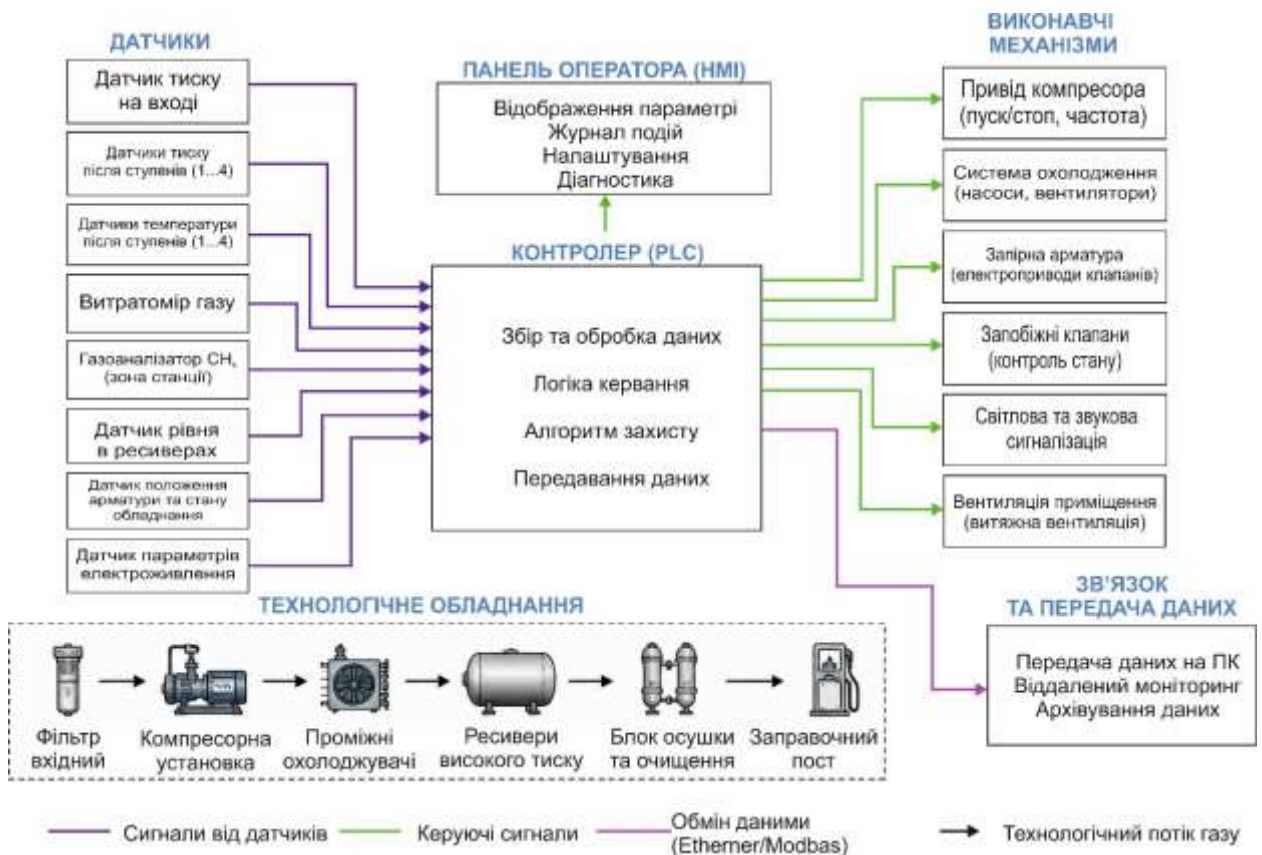 ДАТЧИКИ
Датчик тиску
на вході
Датчики тиску
після ступенів (1...4)
Датчики температури
після ступенів (1...4)
Витратомір газу
Газоаналізатор CH,
(зона станції)
Датчик рівня
в ресиверах
Датчик положення
арматури та стану
обладнання
Датчик параметрів
електроживлення
ПАНЕЛЬ ОПЕРАТОРА (HMI)
Відображення параметрі
Журнал подій
Налаштування
Діагностика
КОНТРОЛЕР (PLC)
Збір та обробка даних
Логіка кервання
Алгоритм захисту
Передавання даних
ВИКОНАВЧІ
МЕХАНІЗМИ
Привід компресора
(пуск/стоп, частота)
Система охолодження
(насоси, вентилятори)
Запірна арматура
(електроприводи клапанів)
Запобіжні клапани
(контроль стану)
Світлова та звукова
сигналізація
Вентиляція приміщення
(витяжна вентиляція)
ЗВ'ЯЗОК
ТА ПЕРЕДАЧА ДАНИХ
Передача даних на ПК
Віддалений моніторинг
Архівування даних
ТЕХНОЛОГІЧНЕ ОБЛАДНАННЯ
Фільтр
вхідний
Компресорна
установка
Проміжні
охолоджувачі
Ресивери
високого тиску
Блок осушки
та очищення
Заправочний
пост
Сигнали від датчиків
Керуючі сигнали
Обмін даними
(Etherner/Modbas)
Технологічний потік газу